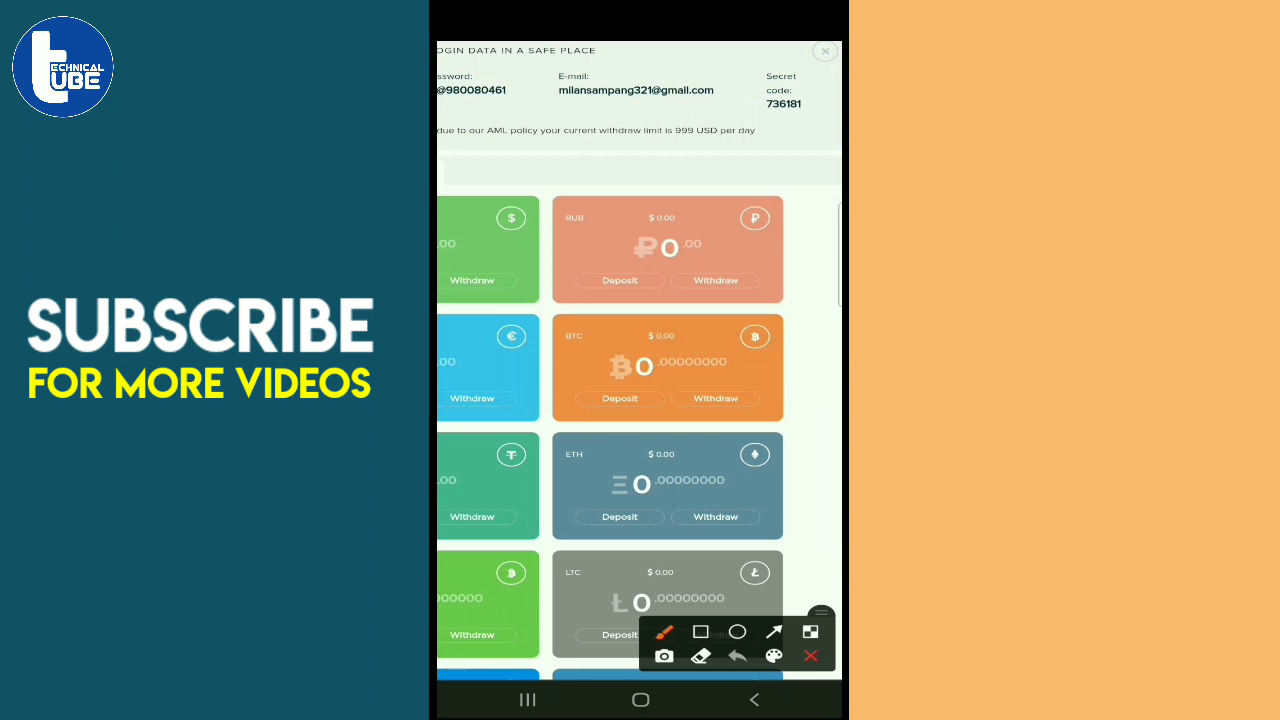 TECHNICAL
TUBE
SUBSCRIBE
FOR MORE VIDEOS
OGIN DATA IN A SAFE PLACE
ssword:
@980080461
E-mail:
milansampang321@gmail.com
Secret
code:
736181
due to our AML policy your current withdraw limit is 999 USD per day
$
.00
Withdraw
RUB
$ 0.00
₽
₽0.00
Deposit
Withdraw
€
.00
Withdraw
BTC
$ 0.00
₿
₿0.00000000
Deposit
Withdraw
.00
Withdraw
ETH
$ 0.00
Ξ0.00000000
Deposit
Withdraw
₿
000000
Withdraw
LTC
$ 0.00
Ł
Ł0.00000000
Deposit
Withdraw